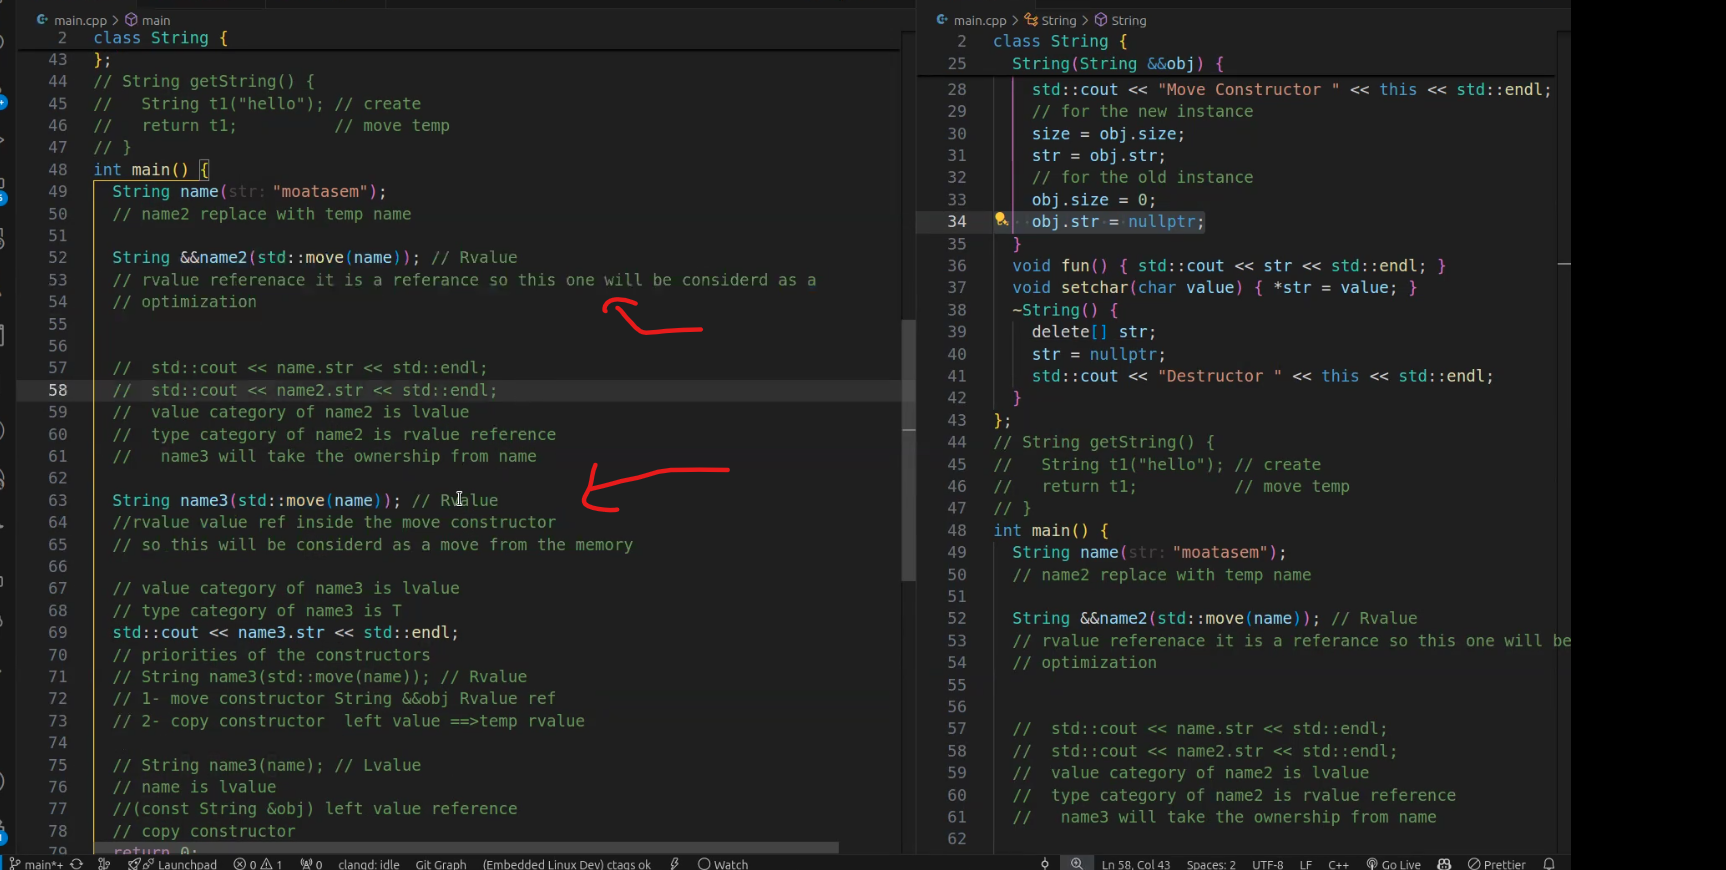 main.cpp > main
2 class String {
43 };
44 // String getString() {
45 //   String t1("hello"); // create
46 //   return t1;          // move temp
47 // }
48 int main() {
49   String name(str: "moatasem");
50   // name2 replace with temp name
51
52   String &&name2(std::move(name)); // Rvalue
53   // rvalue referenace it is a referance so this one will be considerd as a
54   // optimization
55
56
57   //  std::cout << name.str << std::endl;
58   //  std::cout << name2.str << std::endl;
59   //  value category of name2 is lvalue
60   //  type category of name2 is rvalue reference
61   //   name3 will take the ownership from name
62
63   String name3(std::move(name)); // Rvalue
64   //rvalue value ref inside the move constructor
65   // so this will be considerd as a move from the memory
66
67   // value category of name3 is lvalue
68   // type category of name3 is T
69   std::cout << name3.str << std::endl;
70   // priorities of the constructors
71   // String name3(std::move(name)); // Rvalue
72   // 1- move constructor String &&obj Rvalue ref
73   // 2- copy constructor  left value ==>temp rvalue
74
75   // String name3(name); // Lvalue
76   // name is lvalue
77   //(const String &obj) left value reference
78   // copy constructor
79   return 0;
main.cpp > String > String
2 class String {
25   String(String &&obj) {
28     std::cout << "Move Constructor " << this << std::endl;
29     // for the new instance
30     size = obj.size;
31     str = obj.str;
32     // for the old instance
33     obj.size = 0;
34     obj.str = nullptr;
35   }
36   void fun() { std::cout << str << std::endl; }
37   void setchar(char value) { *str = value; }
38   ~String() {
39     delete[] str;
40     str = nullptr;
41     std::cout << "Destructor " << this << std::endl;
42   }
43 };
44 // String getString() {
45 //   String t1("hello"); // create
46 //   return t1;          // move temp
47 // }
48 int main() {
49   String name(str: "moatasem");
50   // name2 replace with temp name
51
52   String &&name2(std::move(name)); // Rvalue
53   // rvalue referenace it is a referance so this one will be
54   // optimization
55
56
57   //  std::cout << name.str << std::endl;
58   //  std::cout << name2.str << std::endl;
59   //  value category of name2 is lvalue
60   //  type category of name2 is rvalue reference
61   //   name3 will take the ownership from name
62
main*+ Launchpad 0 1 0 clangd: idle Git Graph (Embedded Linux Dev) ctags ok Watch Ln 58, Col 43 Spaces: 2 UTF-8 LF C++ Go Live Prettier